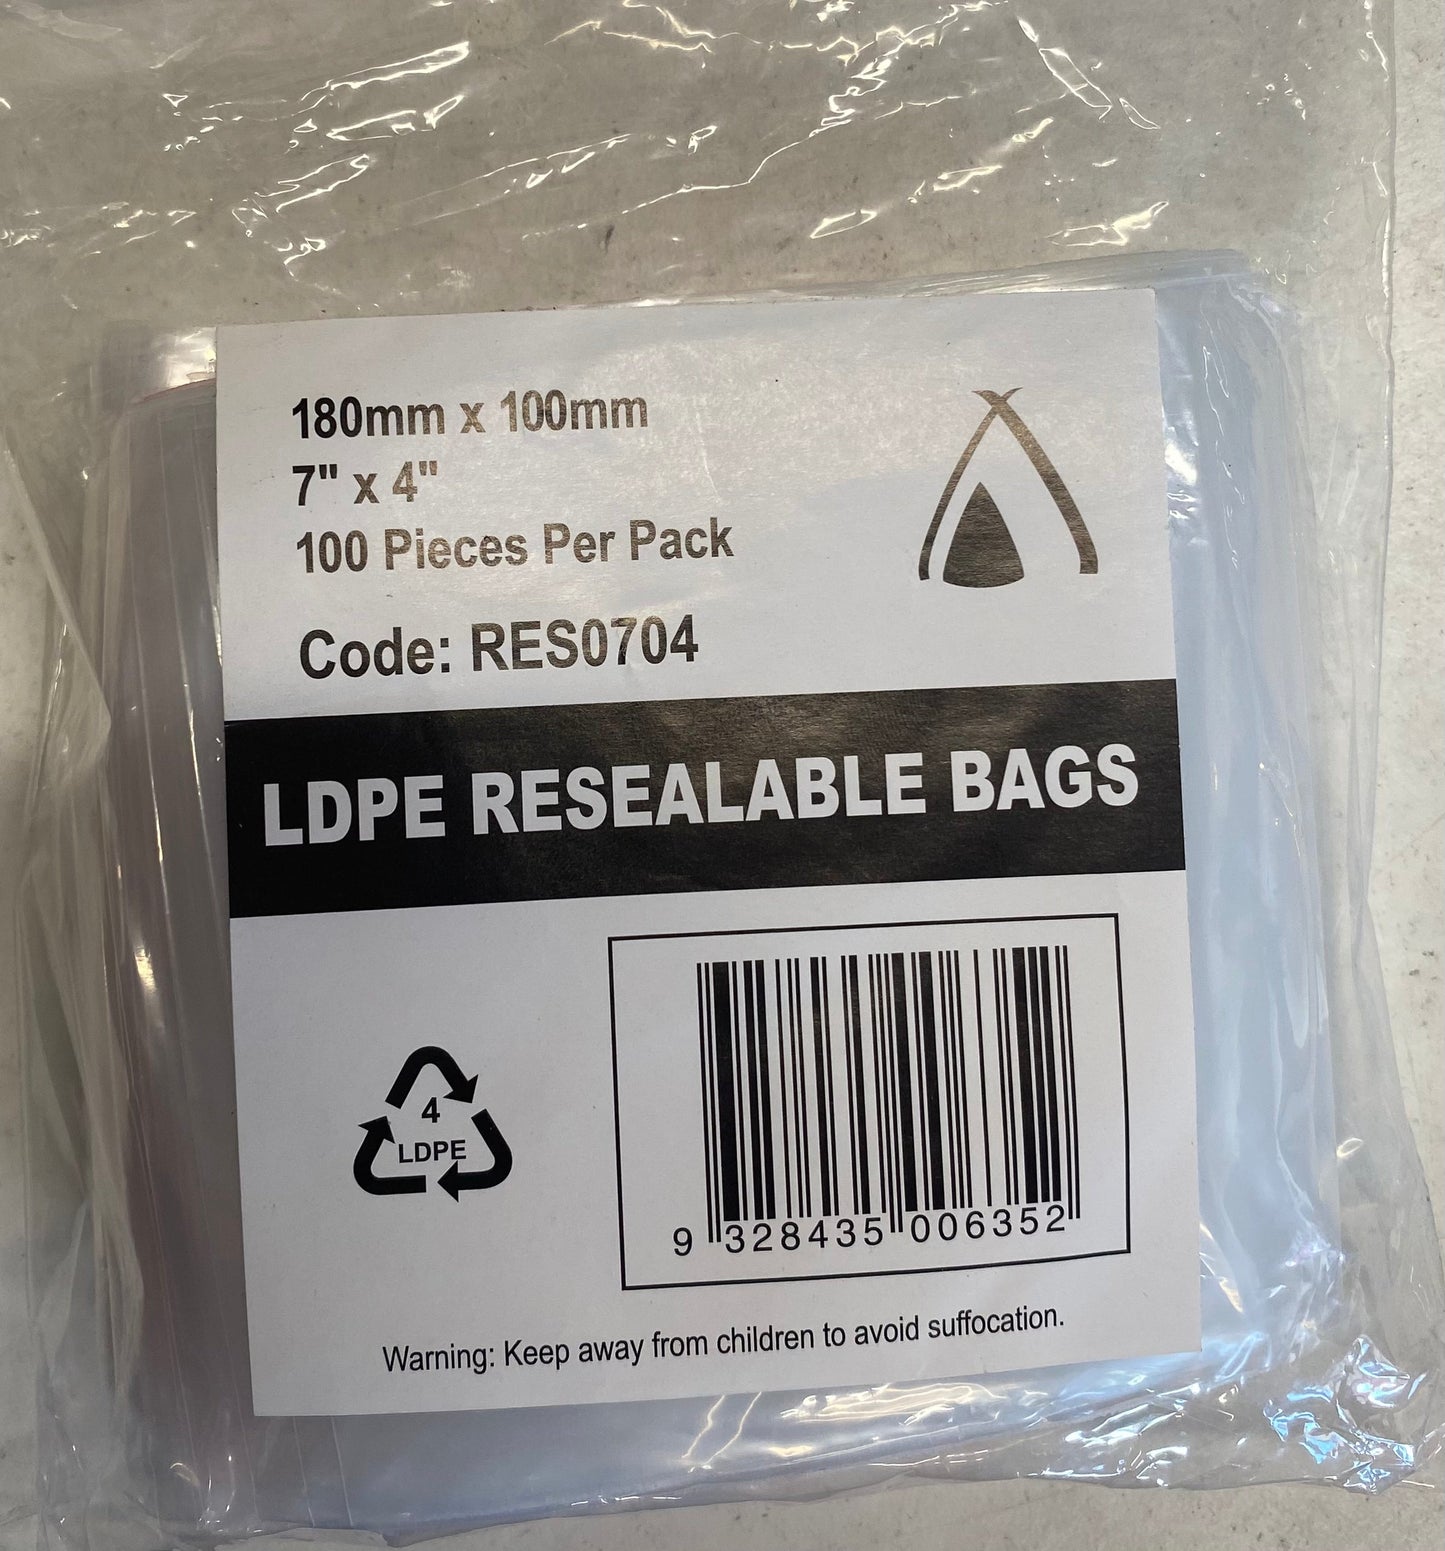 180mm x 100mm
7" x 4"
100 Pieces Per Pack
Code: RES0704
LDPE RESEALABLE BAGS
4
LDPE
9 328435 006352
Warning: Keep away from children to avoid suffocation.